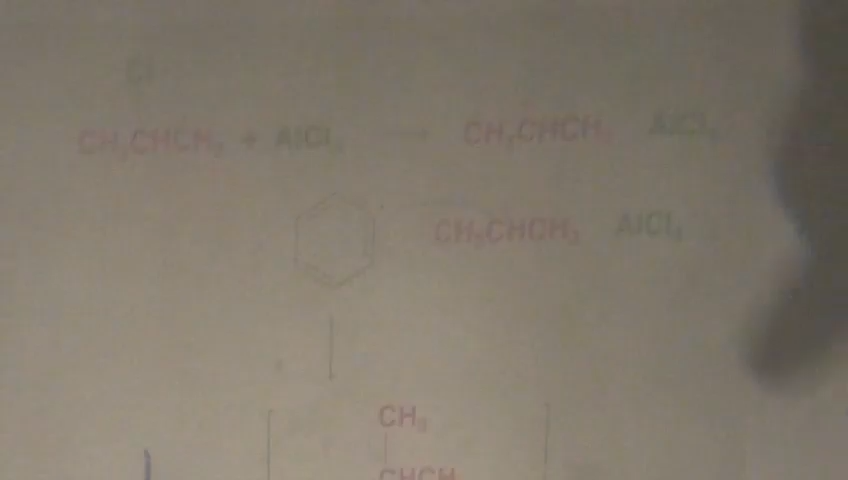 Cl
CH₃CHCH₃ + AlCl₃ → CH₃CHCH₃ AlCl₄
CH₃CHCH₃ AlCl₄
CH₃
CHCH